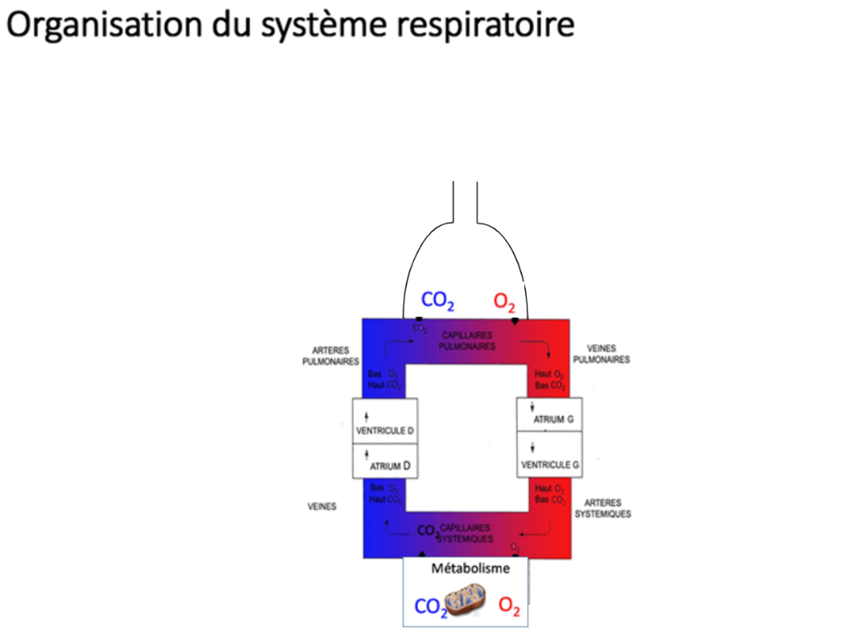 Organisation du système respiratoire
CO2 O2
CO2
CAPILLAIRES
PULMONAIRES
ARTERES
PULMONAIRES
VEINES
PULMONAIRES
Bas O2
Haut CO2
Haut O2
Bas CO2
VENTRICULE D
ATRIUM D
ATRIUM G
VENTRICULE G
Bas O2
Haut CO2
Haut O2
Bas CO2
VEINES
ARTERES
SYSTEMIQUES
CO2 CAPILLAIRES
SYSTEMIQUES
O2
Métabolisme
CO2 O2